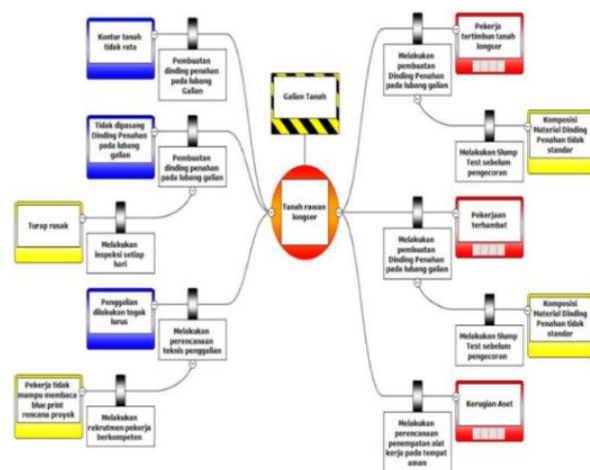 Kontur tanah
tidak rata
Pembuatan
dinding penahan
pada lubang
Galian
Tidak dipasang
Dinding Penahan
pada lubang
galian
Pembuatan
dinding penahan
pada lubang galian
Turap rusak
Melakukan
inspeksi setiap
hari
Penggalian
dilakukan tegak
lurus
Melakukan
perencanaan
teknis penggalian
Pekerja tidak
mampu membaca
blue print
rencana proyek
Melakukan
rekrutmen pekerja
berkompeten
Galian Tanah
Tanah rawan
longsor
Melakukan
pembuatan
Dinding Penahan
pada lubang galian
Pekerja
tertimbun tanah
longsor
Melakukan Slump
Test sebelum
pengecoran
Komposisi
Material Dinding
Penahan tidak
standar
Melakukan
pembuatan
Dinding Penahan
pada lubang galian
Pekerjaan
terhambat
Melakukan Slump
Test sebelum
pengecoran
Komposisi
Material Dinding
Penahan tidak
standar
Melakukan
perencanaan
penempatan alat
kerja pada tempat
aman
Kerugian Aset